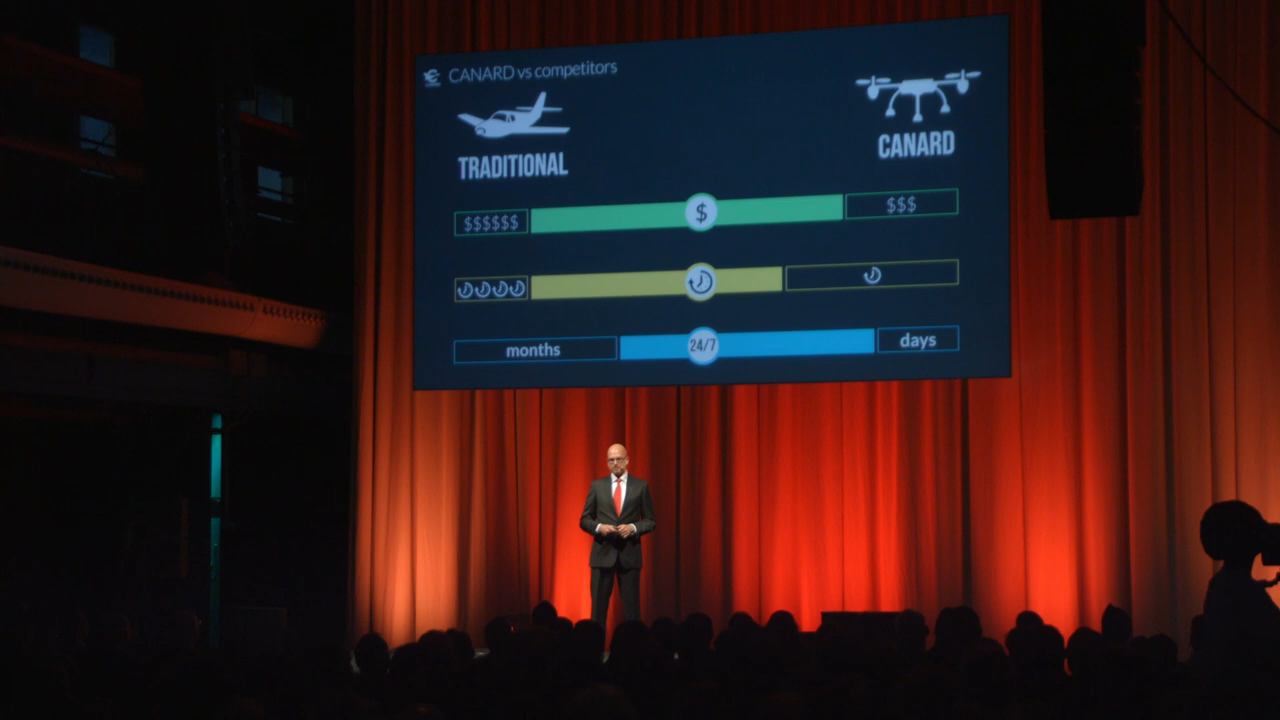 CANARD vs competitors
TRADITIONAL
CANARD
$$$$$$
$
$$$
months
24/7
days